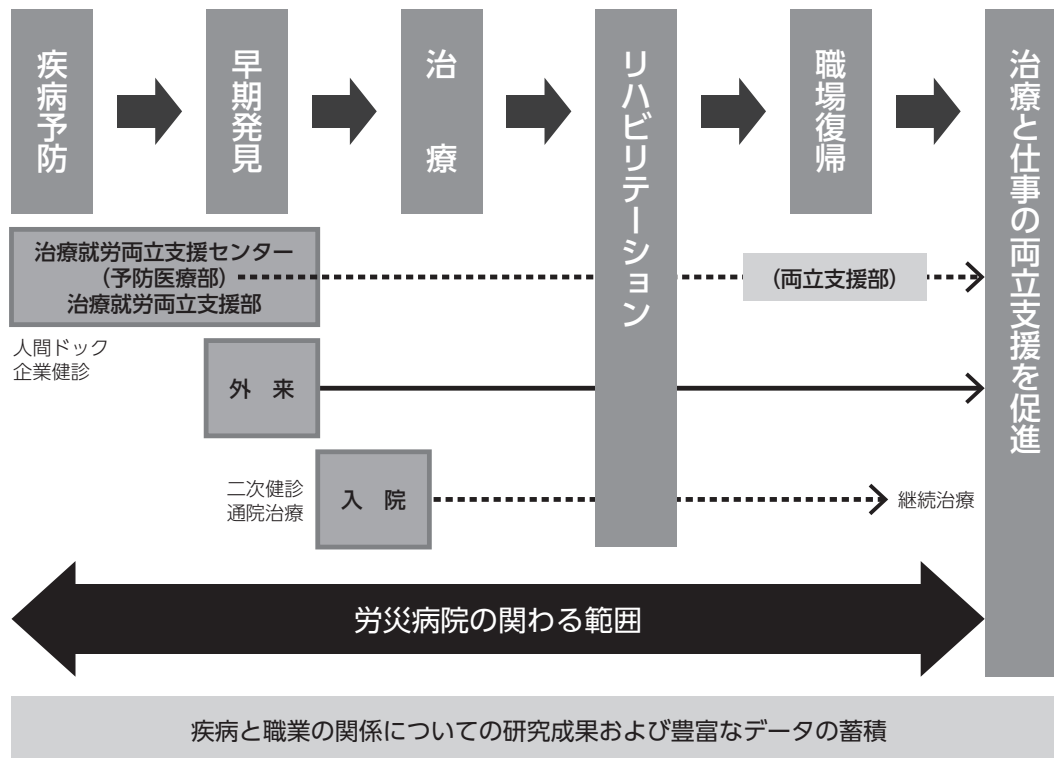 疾病予防
早期発見
治療
リハビリテーション
職場復帰
治療と仕事の両立支援を促進
治療就労両立支援センター
（予防医療部）
治療就労両立支援部
（両立支援部）
人間ドック
企業健診
外　来
二次健診
通院治療
入　院
継続治療
労災病院の関わる範囲
疾病と職業の関係についての研究成果および豊富なデータの蓄積